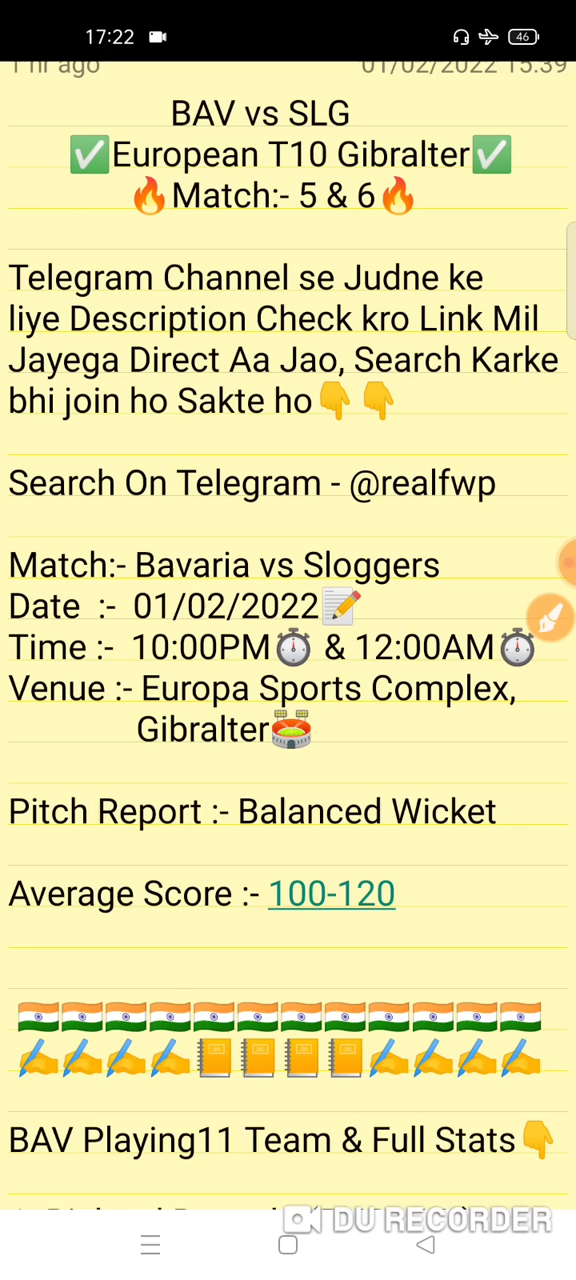 17:22
46
1 hr ago 01/02/2022 15.39
BAV vs SLG
✅European T10 Gibralter✅
🔥Match:- 5 & 6🔥
Telegram Channel se Judne ke
liye Description Check kro Link Mil
Jayega Direct Aa Jao, Search Karke
bhi join ho Sakte ho👇👇
Search On Telegram - @realfwp
Match:- Bavaria vs Sloggers
Date :- 01/02/2022📝
Time :- 10:00PM⏱ & 12:00AM⏱
Venue :- Europa Sports Complex,
Gibralter🏟
Pitch Report :- Balanced Wicket
Average Score :- 100-120
🇮🇳🇮🇳🇮🇳🇮🇳🇮🇳🇮🇳🇮🇳🇮🇳🇮🇳🇮🇳🇮🇳🇮🇳
✍✍✍✍📒📒📒📒✍✍✍✍
BAV Playing11 Team & Full Stats👇
DU RECORDER